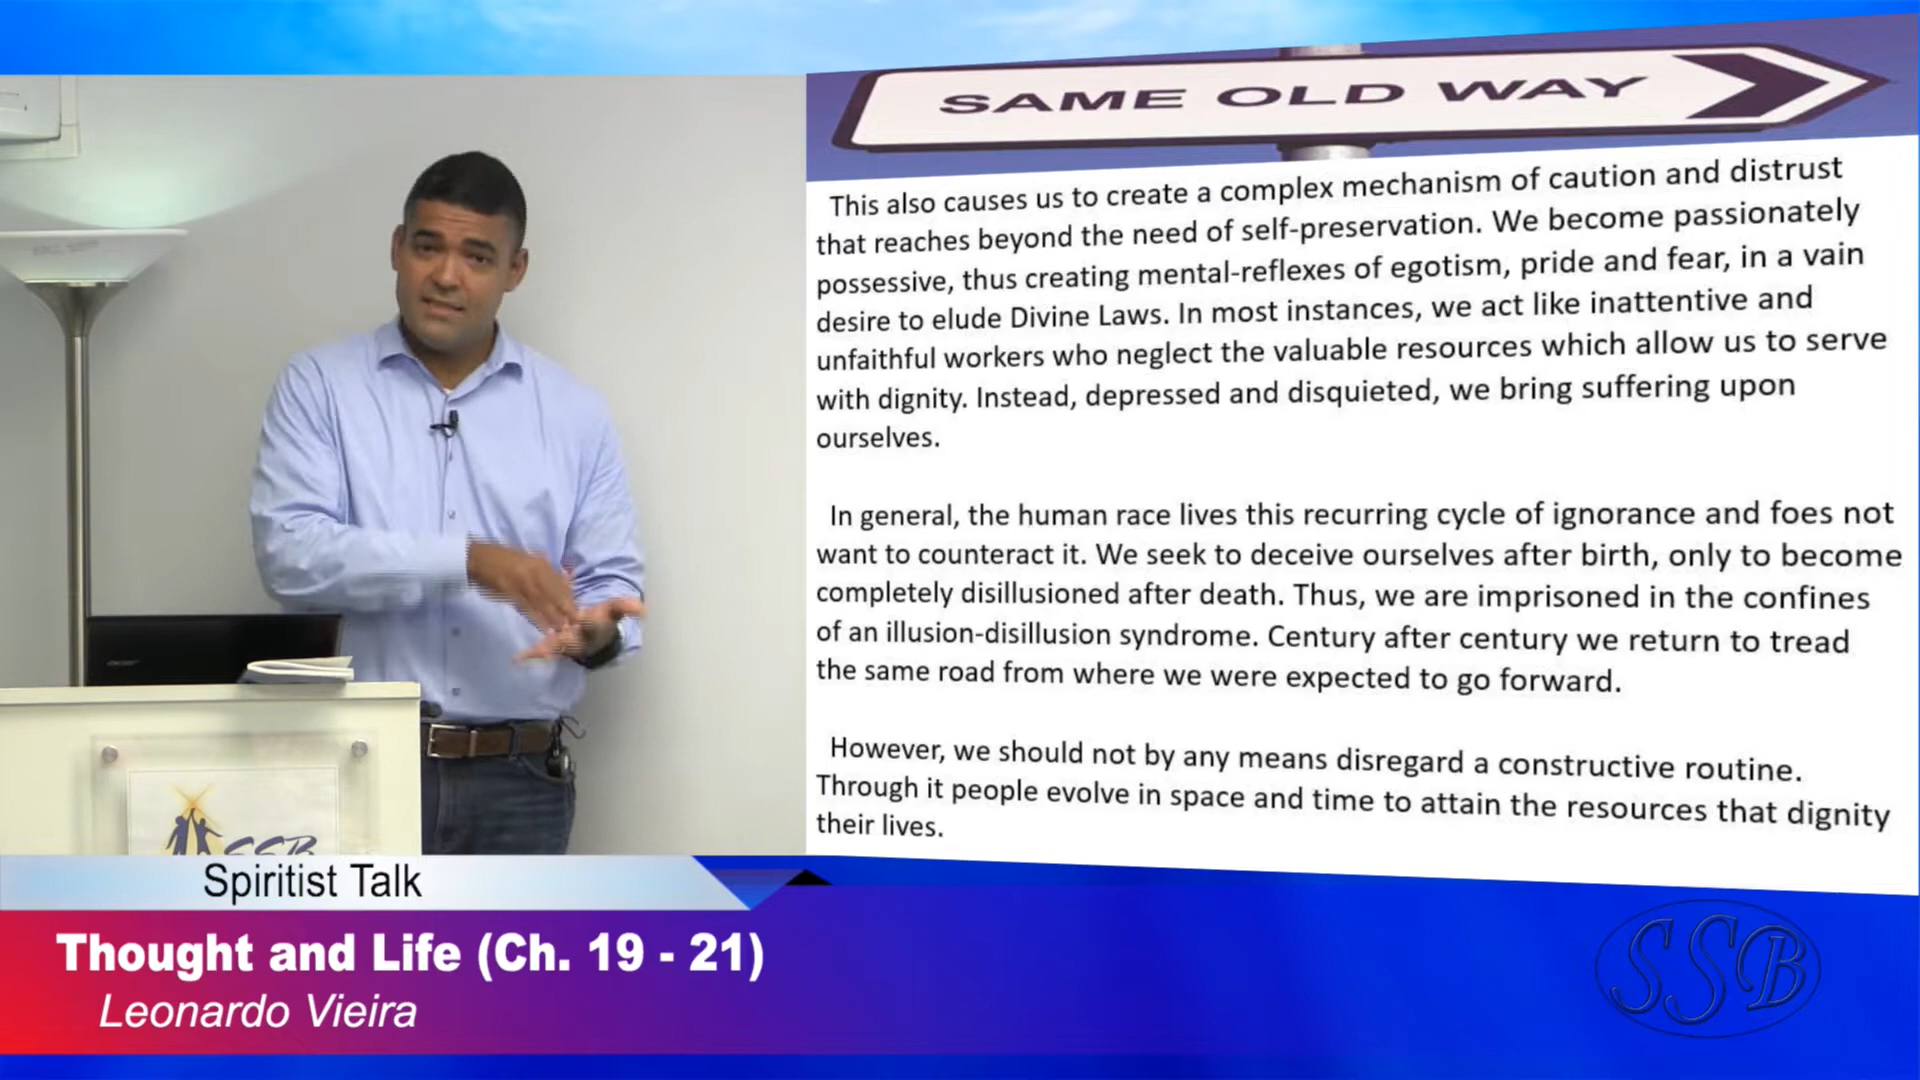 SAME OLD WAY
This also causes us to create a complex mechanism of caution and distrust
that reaches beyond the need of self-preservation. We become passionately
possessive, thus creating mental-reflexes of egotism, pride and fear, in a vain
desire to elude Divine Laws. In most instances, we act like inattentive and
unfaithful workers who neglect the valuable resources which allow us to serve
with dignity. Instead, depressed and disquieted, we bring suffering upon
ourselves.
In general, the human race lives this recurring cycle of ignorance and foes not
want to counteract it. We seek to deceive ourselves after birth, only to become
completely disillusioned after death. Thus, we are imprisoned in the confines
of an illusion-disillusion syndrome. Century after century we return to tread
the same road from where we were expected to go forward.
However, we should not by any means disregard a constructive routine.
Through it people evolve in space and time to attain the resources that dignity
their lives.
SSB
Spiritist Talk
Thought and Life (Ch. 19 - 21)
Leonardo Vieira
SSB